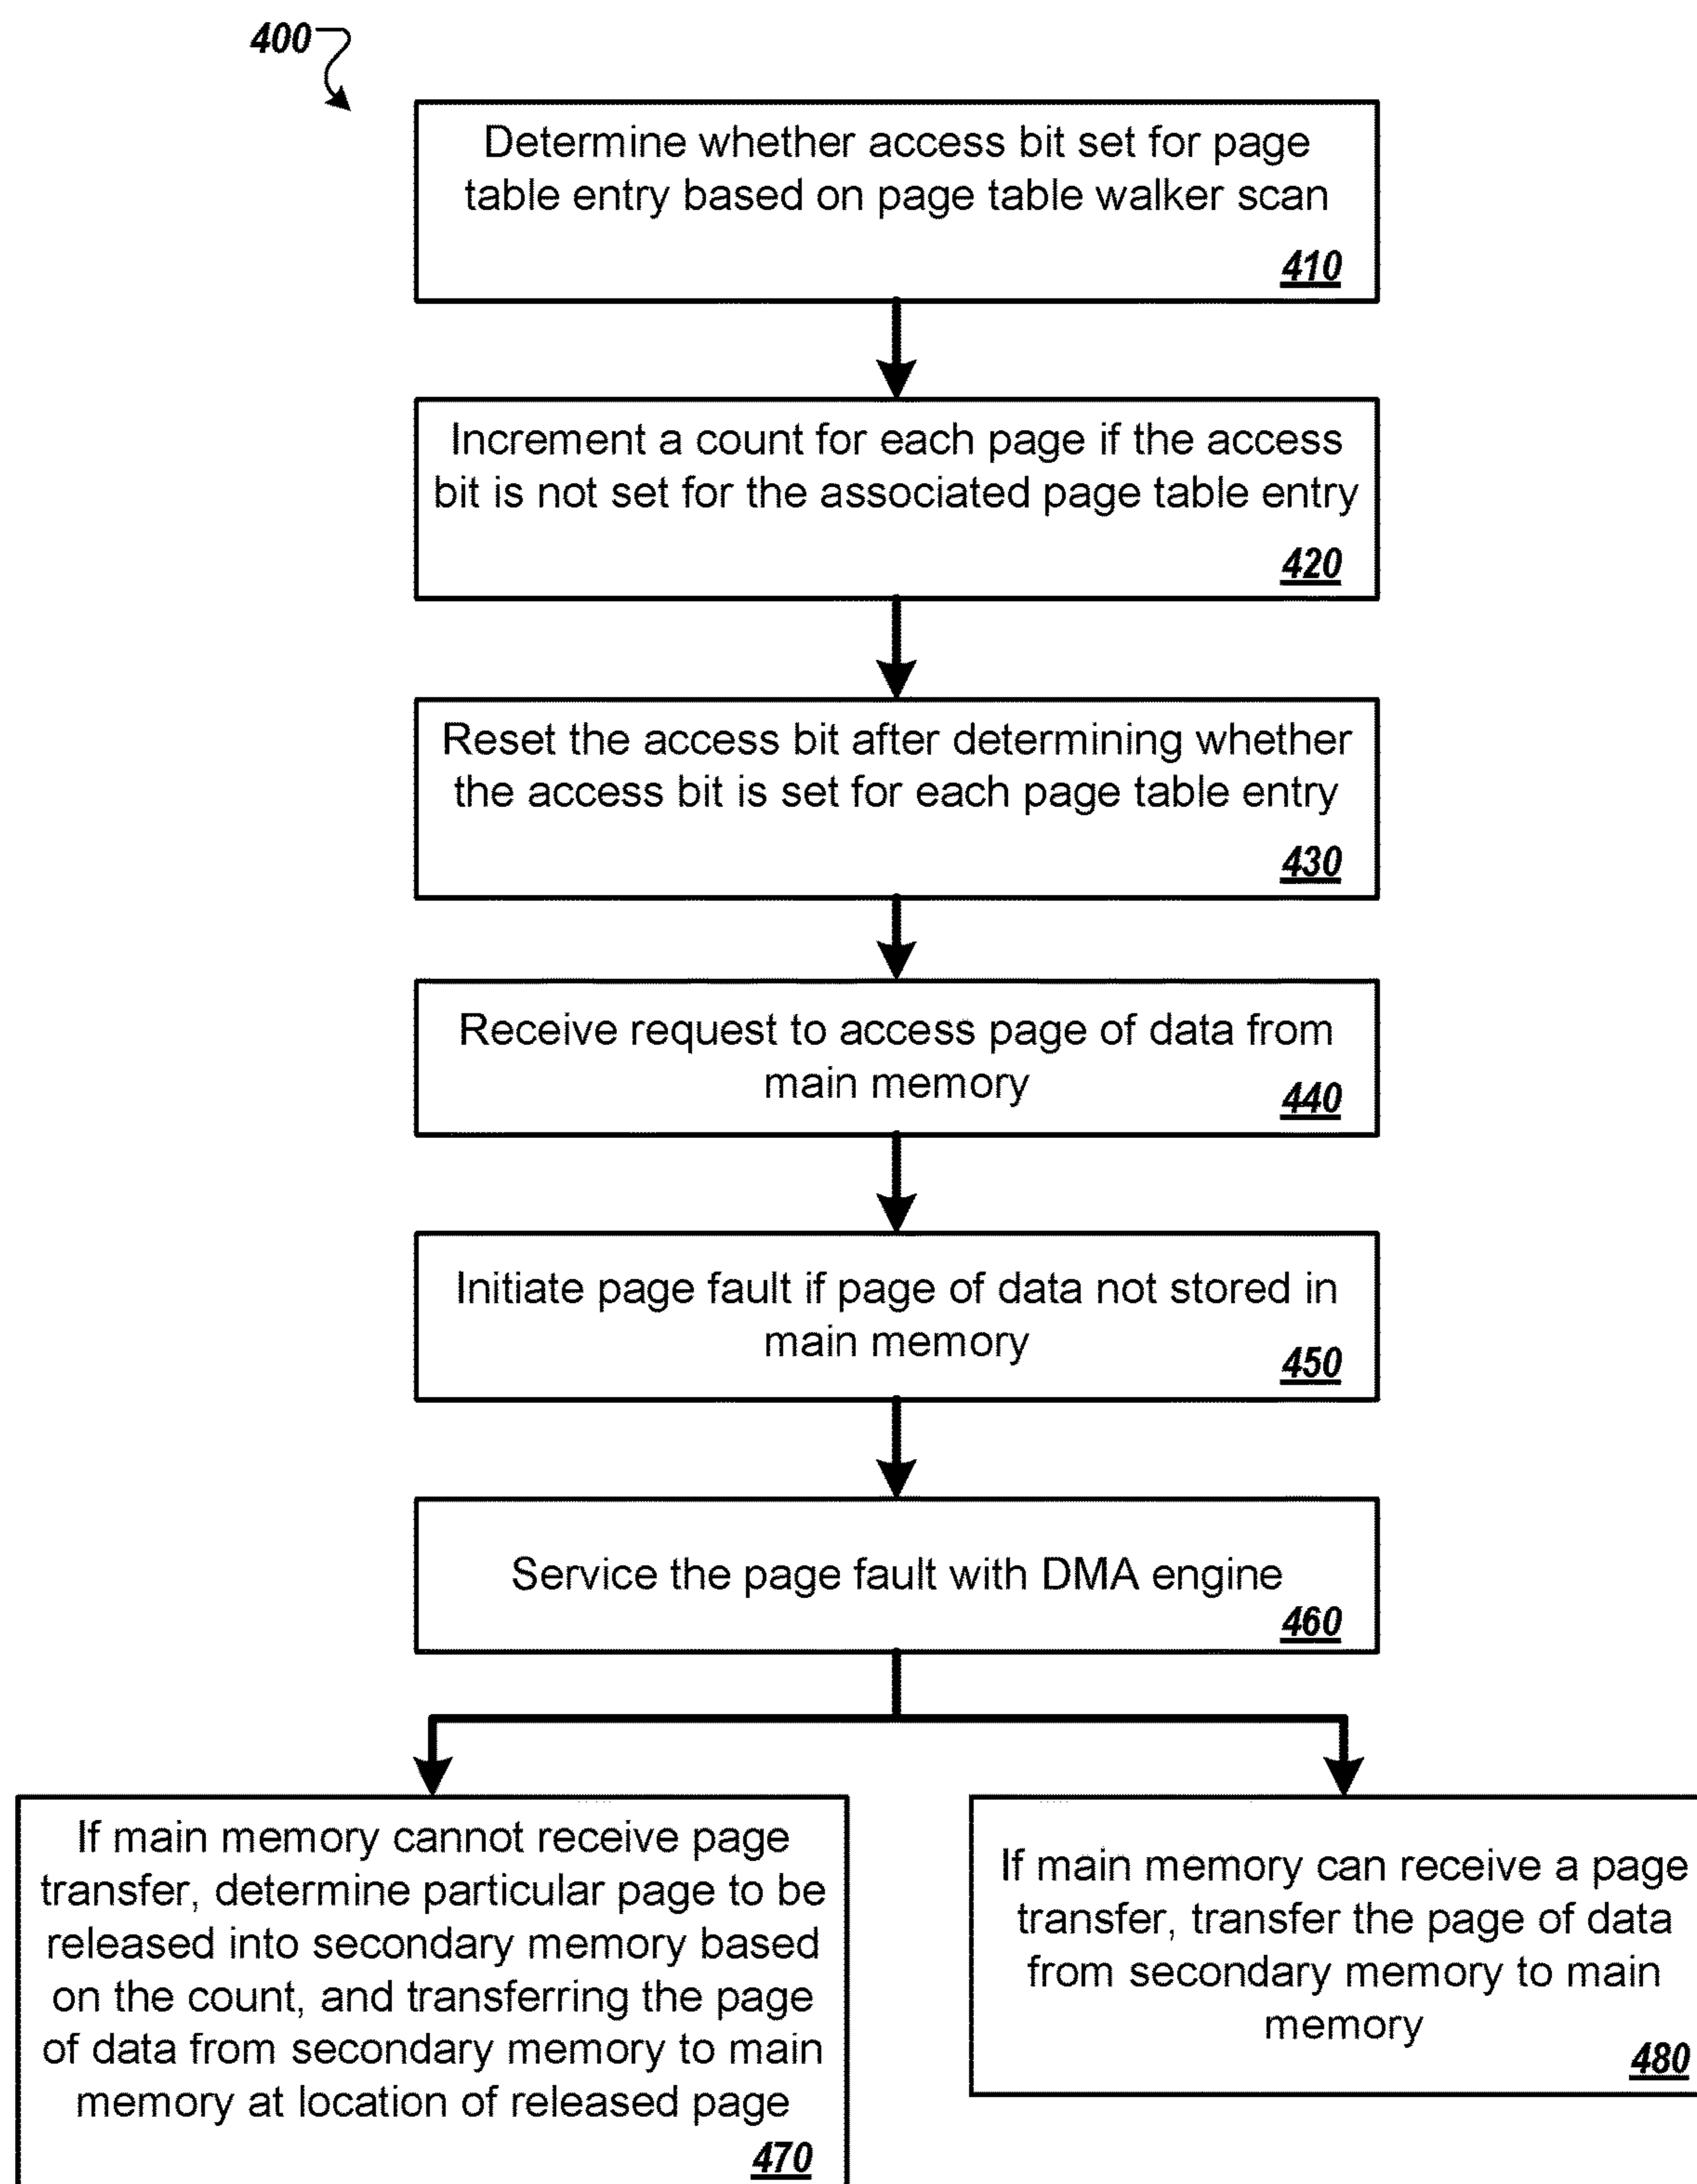 400
Determine whether access bit set for page
table entry based on page table walker scan
410
Increment a count for each page if the access
bit is not set for the associated page table entry
420
Reset the access bit after determining whether
the access bit is set for each page table entry
430
Receive request to access page of data from
main memory
440
Initiate page fault if page of data not stored in
main memory
450
Service the page fault with DMA engine
460
If main memory cannot receive page
transfer, determine particular page to be
released into secondary memory based
on the count, and transferring the page
of data from secondary memory to main
memory at location of released page
470
If main memory can receive a page
transfer, transfer the page of data
from secondary memory to main
memory
480